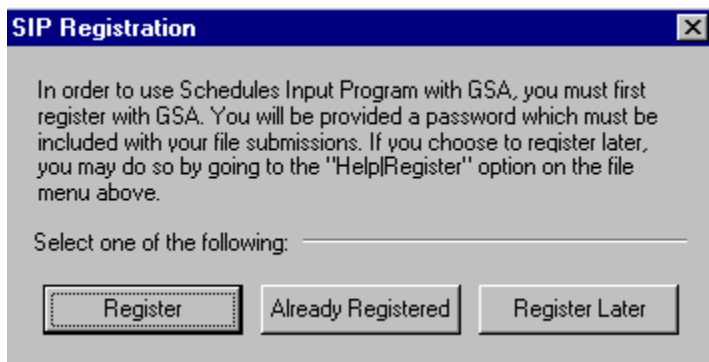 SIP Registration
In order to use Schedules Input Program with GSA, you must first
register with GSA. You will be provided a password which must be
included with your file submissions. If you choose to register later,
you may do so by going to the "Help|Register" option on the file
menu above.
Select one of the following:
Register Already Registered Register Later